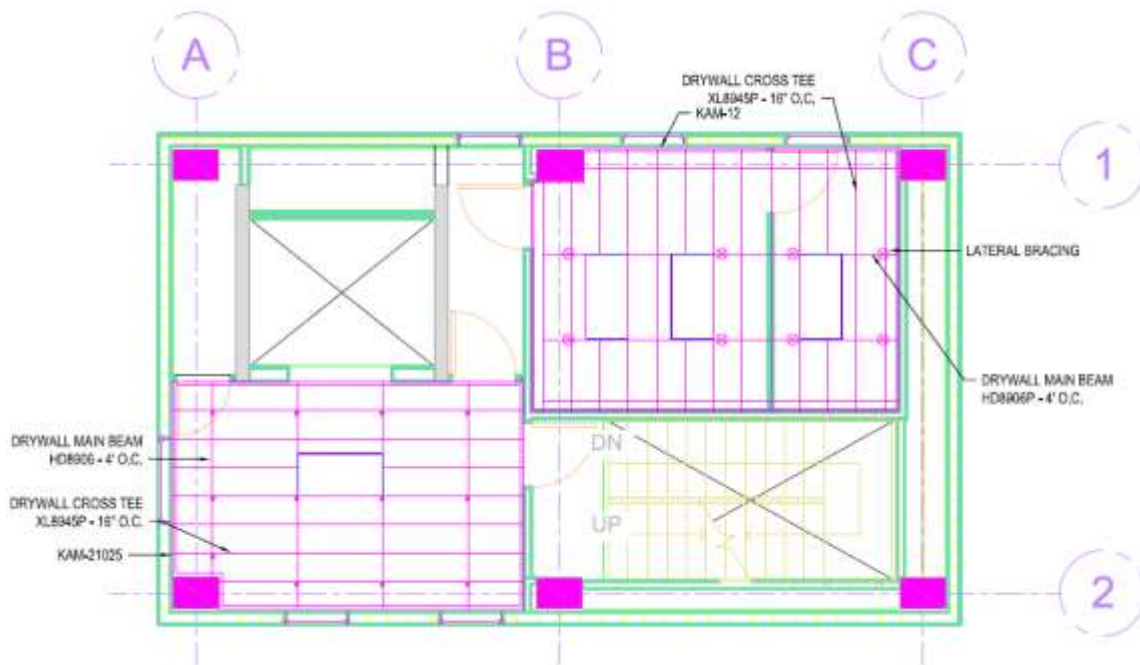 A
B
C
DRYWALL CROSS TEE
XL8945P - 16" O.C.
KAM-12
1
LATERAL BRACING
DRYWALL MAIN BEAM
HD8906P - 4' O.C.
DRYWALL MAIN BEAM
HD8906 - 4' O.C.
DN
DRYWALL CROSS TEE
XL8945P - 16" O.C.
UP
KAM-21025
2